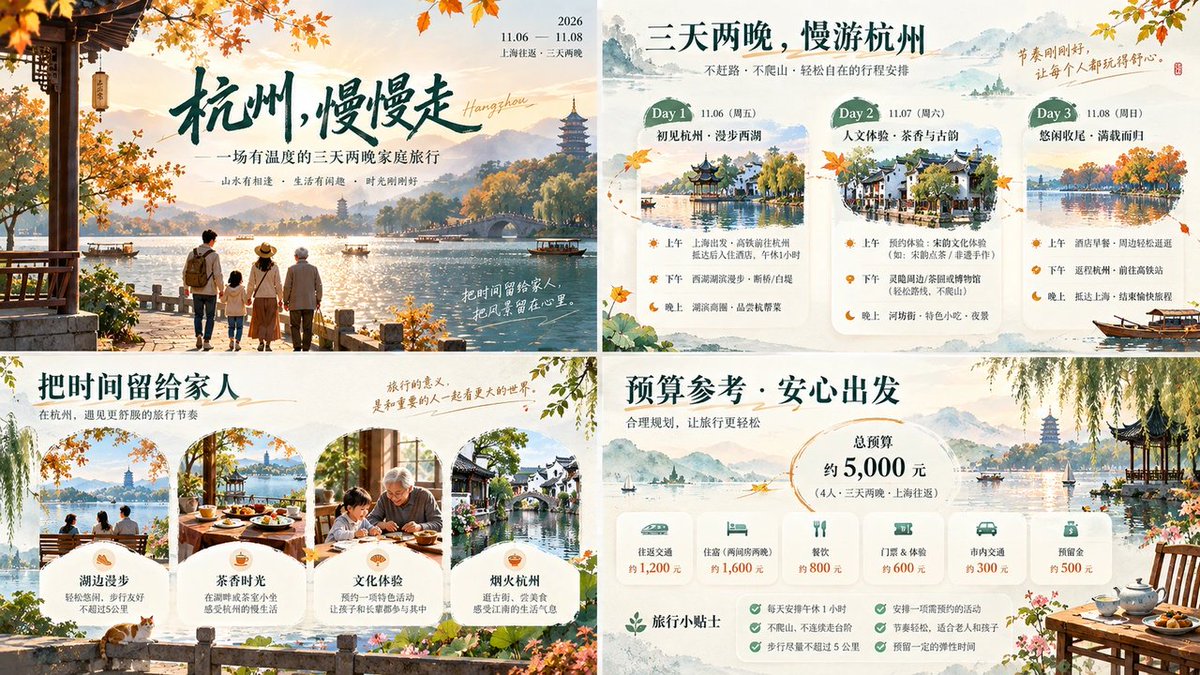 2026
11.06 — 11.08
上海往返 · 三天两晚
杭州,慢慢走
Hangzhou
一场有温度的三天两晚家庭旅行
山水有相逢 · 生活有闲趣 · 时光刚刚好
把时间留给家人,
把风景留在心里。
三天两晚,慢游杭州
不赶路 · 不爬山 · 轻松自在的行程安排
节奏刚刚好,
让每个人都玩得舒心。
Day 1 11.06(周五)
初见杭州 · 漫步西湖
上午 上海出发 · 高铁前往杭州
抵达后入住酒店,午休1小时
下午 西湖湖滨漫步 · 断桥/白堤
晚上 湖滨商圈 · 品尝杭帮菜
Day 2 11.07(周六)
人文体验 · 茶香与古韵
上午 预约体验:宋韵文化体验
(如:宋韵点茶 / 非遗手作)
下午 灵隐周边/茶园或博物馆
(轻松路线,不爬山)
晚上 河坊街 · 特色小吃 · 夜景
Day 3 11.08(周日)
悠闲收尾 · 满载而归
上午 酒店早餐 · 周边轻松逛逛
下午 返程杭州 · 前往高铁站
晚上 抵达上海 · 结束愉快旅程
把时间留给家人
在杭州,遇见更舒服的旅行节奏
旅行的意义,
是和重要的人一起看更大的世界。
湖边漫步
轻松悠闲,步行友好
不超过5公里
茶香时光
在湖畔或茶室小坐
感受杭州的慢生活
文化体验
预约一项特色活动
让孩子和长辈都参与其中
烟火杭州
逛古街、尝美食
感受江南的生活气息
预算参考 · 安心出发
合理规划,让旅行更轻松
总预算
约 5,000 元
(4人 · 三天两晚 · 上海往返)
往返交通
约 1,200 元
住宿(两间房两晚)
约 1,600 元
餐饮
约 800 元
门票 & 体验
约 600 元
市内交通
约 300 元
预留金
约 500 元
旅行小贴士
每天安排午休 1 小时
不爬山、不连续走台阶
步行尽量不超过 5 公里
安排一项需预约的活动
节奏轻松,适合老人和孩子
预留一定的弹性时间